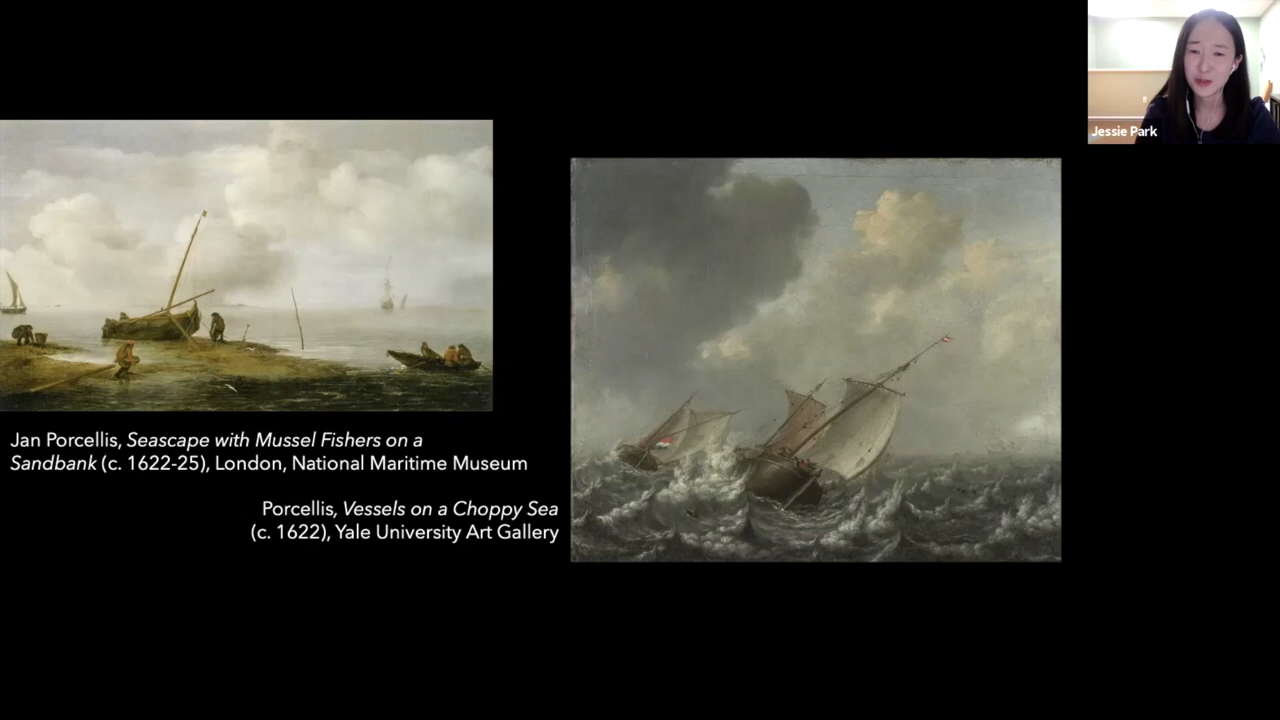 Jessie Park
Jan Porcellis, Seascape with Mussel Fishers on a
Sandbank (c. 1622-25), London, National Maritime Museum
Porcellis, Vessels on a Choppy Sea
(c. 1622), Yale University Art Gallery